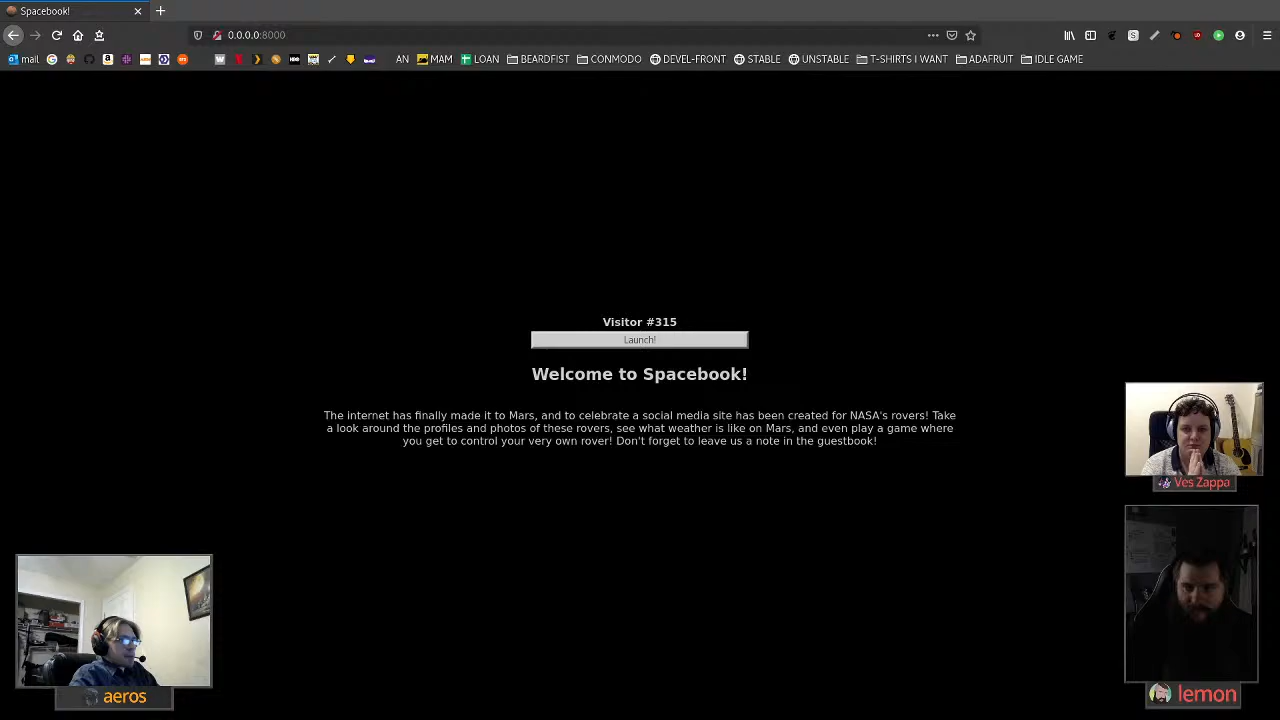 Spacebook!
0.0.0.0:8000
mail
AN MAM LOAN BEARDFIST CONMODO DEVEL-FRONT STABLE UNSTABLE T-SHIRTS I WANT ADAFRUIT IDLE GAME
Visitor #315
Launch!
Welcome to Spacebook!
The internet has finally made it to Mars, and to celebrate a social media site has been created for NASA's rovers! Take
a look around the profiles and photos of these rovers, see what weather is like on Mars, and even play a game where
you get to control your very own rover! Don't forget to leave us a note in the guestbook!
Ves Zappa
aeros
lemon